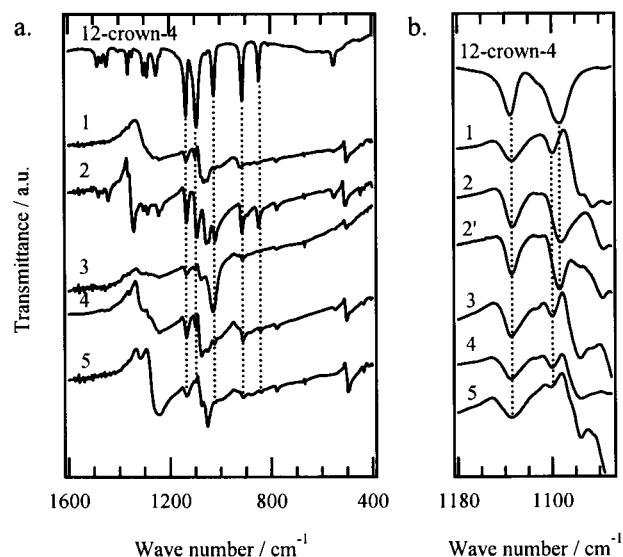 a.
12-crown-4
1
2
3
4
5
Transmittance / a.u.
1600
1200
800
400
Wave number / cm-1
b.
12-crown-4
1
2
2'
3
4
5
1180
1100
Wave number / cm-1